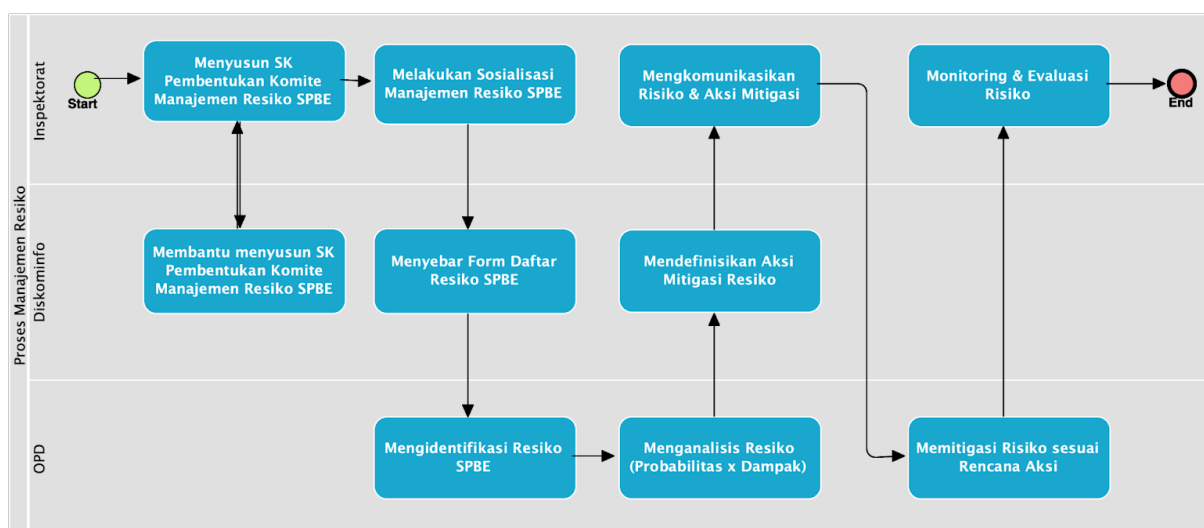 Proses Manajemen Resiko
Inspektorat
Start
Menyusun SK
Pembentukan Komite
Manajemen Resiko SPBE
Melakukan Sosialisasi
Manajemen Resiko SPBE
Mengkomunikasikan
Risiko & Aksi Mitigasi
Monitoring & Evaluasi
Risiko
End
Diskominfo
Membantu menyusun SK
Pembentukan Komite
Manajemen Resiko SPBE
Menyebar Form Daftar
Resiko SPBE
Mendefinisikan Aksi
Mitigasi Resiko
OPD
Mengidentifikasi Resiko
SPBE
Menganalisis Resiko
(Probabilitas x Dampak)
Memitigasi Risiko sesuai
Rencana Aksi